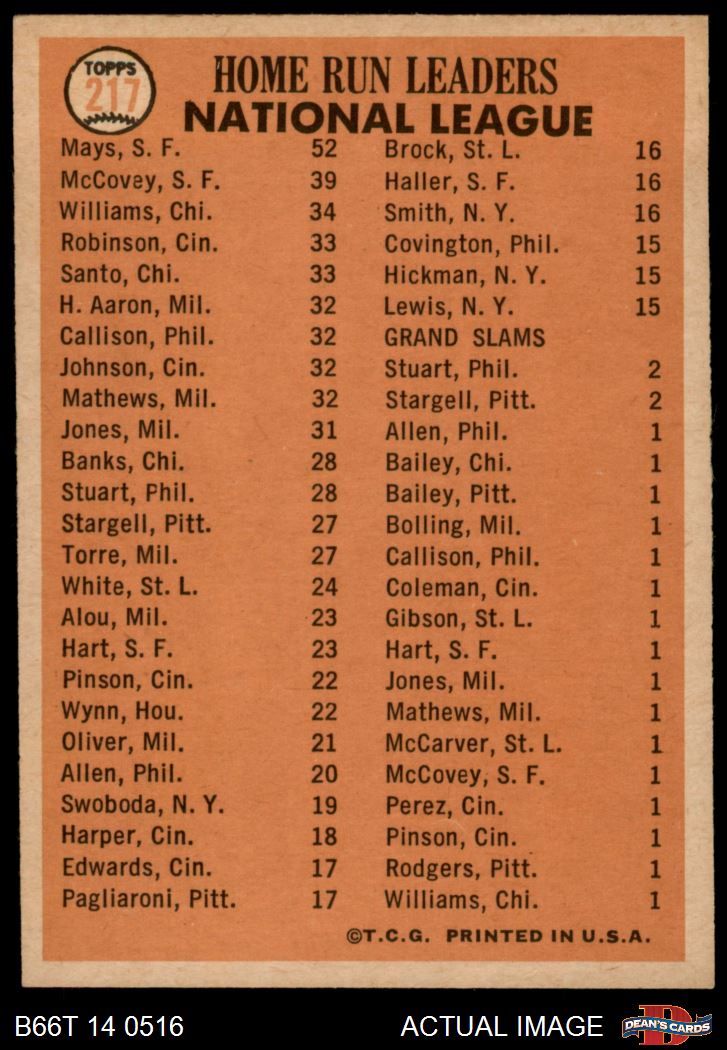 TOPPS
217
HOME RUN LEADERS
NATIONAL LEAGUE
Mays, S. F. 52
McCovey, S. F. 39
Williams, Chi. 34
Robinson, Cin. 33
Santo, Chi. 33
H. Aaron, Mil. 32
Callison, Phil. 32
Johnson, Cin. 32
Mathews, Mil. 32
Jones, Mil. 31
Banks, Chi. 28
Stuart, Phil. 28
Stargell, Pitt. 27
Torre, Mil. 27
White, St. L. 24
Alou, Mil. 23
Hart, S. F. 23
Pinson, Cin. 22
Wynn, Hou. 22
Oliver, Mil. 21
Allen, Phil. 20
Swoboda, N. Y. 19
Harper, Cin. 18
Edwards, Cin. 17
Pagliaroni, Pitt. 17
Brock, St. L. 16
Haller, S. F. 16
Smith, N. Y. 16
Covington, Phil. 15
Hickman, N. Y. 15
Lewis, N. Y. 15
GRAND SLAMS
Stuart, Phil. 2
Stargell, Pitt. 2
Allen, Phil. 1
Bailey, Chi. 1
Bailey, Pitt. 1
Bolling, Mil. 1
Callison, Phil. 1
Coleman, Cin. 1
Gibson, St. L. 1
Hart, S. F. 1
Jones, Mil. 1
Mathews, Mil. 1
McCarver, St. L. 1
McCovey, S. F. 1
Perez, Cin. 1
Pinson, Cin. 1
Rodgers, Pitt. 1
Williams, Chi. 1
©T.C.G. PRINTED IN U.S.A.
B66T 14 0516
ACTUAL IMAGE
D
DEAN'S CARDS